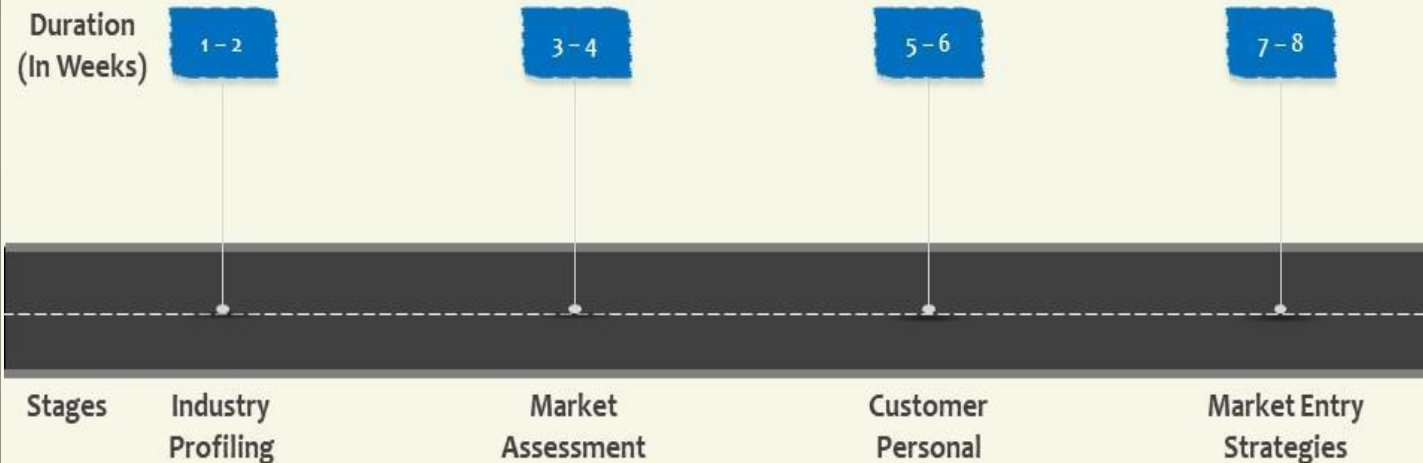 Duration
(In Weeks)
1 – 2
3 – 4
5 – 6
7 – 8
Stages
Industry
Profiling
Market
Assessment
Customer
Personal
Market Entry
Strategies